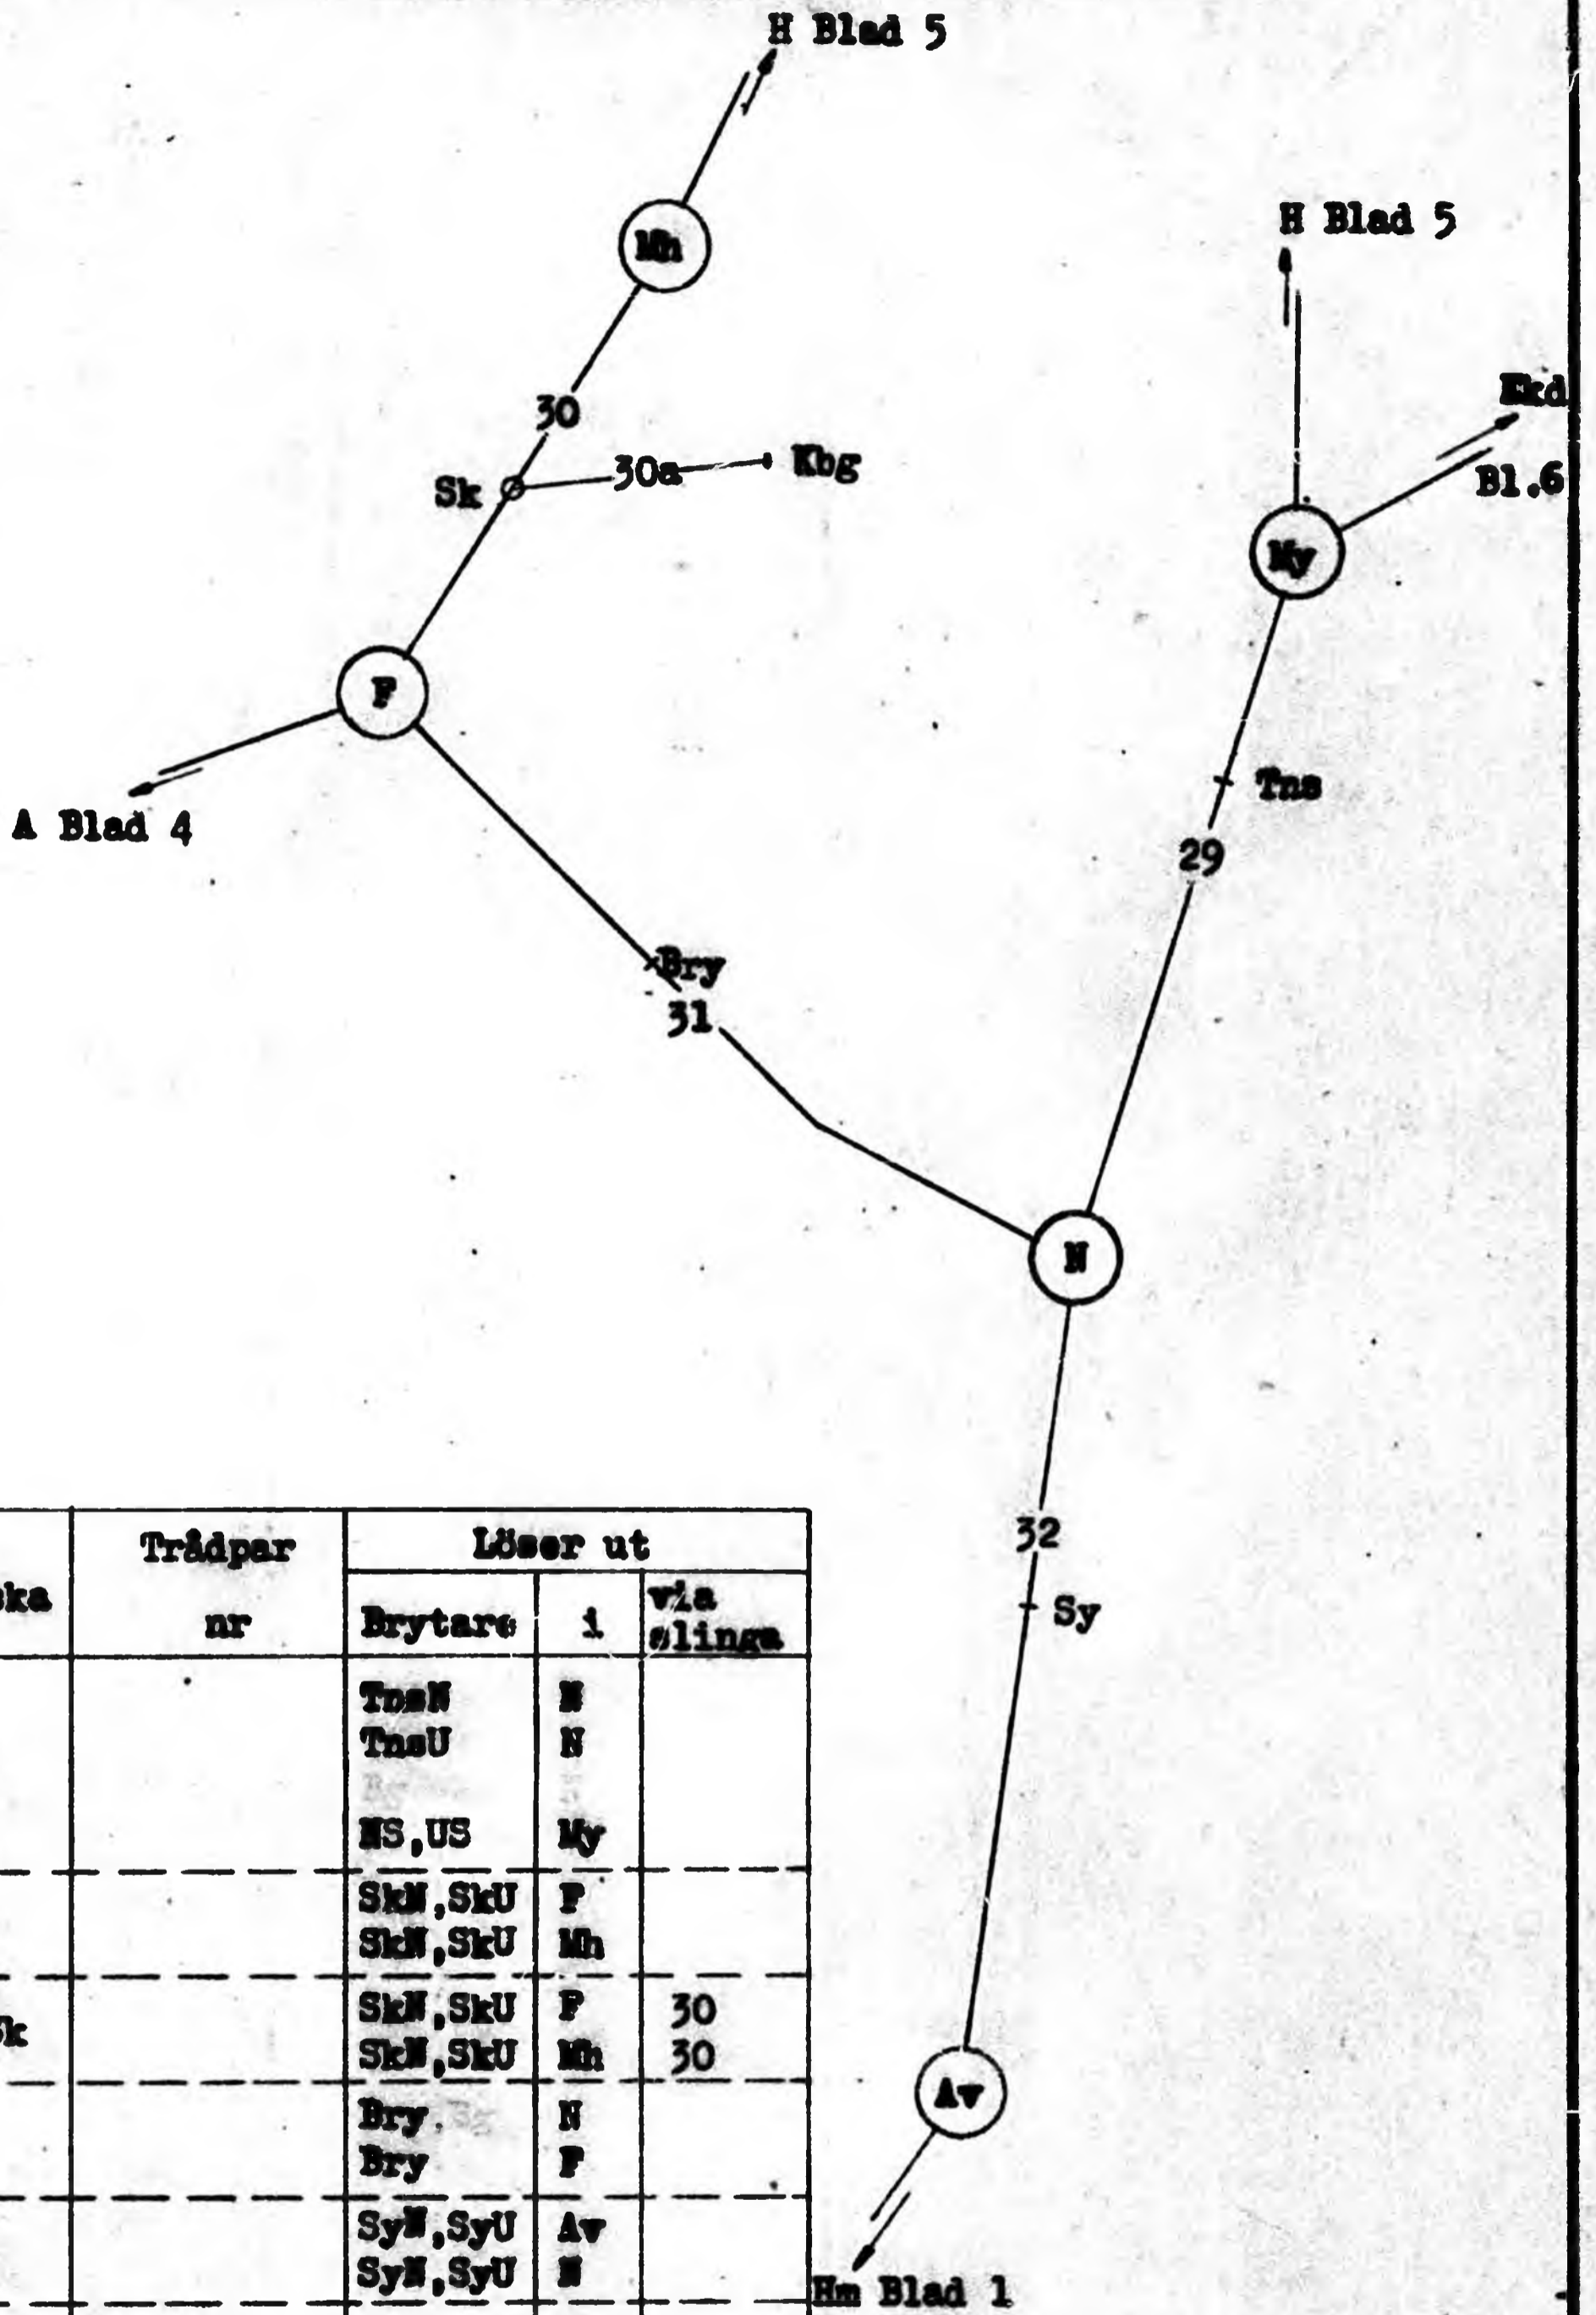 H Blad 5
Mh
H Blad 5
Ekd
30
30a Kbg
Sk
Bl.6
My
F
Tns
A Blad 4
29
Bry
31
N
32
Sy
Trådpar
nr
Löser ut
Brytare i via slinga
TnsN N
TnsU N
NS,US My
SkN,SkU F
SkN,SkU Mh
SkN,SkU F 30
SkN,SkU Mh 30
Bry N
Bry F
SyN,SyU Av
SyN,SyU N
Av
Hm Blad 1